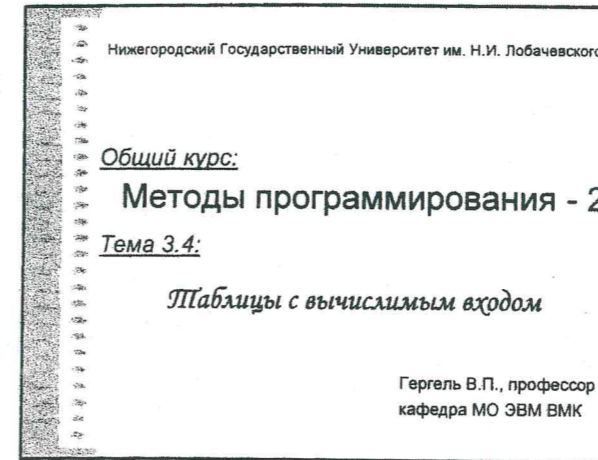 Нижегородский Государственный Университет им. Н.И. Лобачевского
Общий курс:
Методы программирования - 2
Тема 3.4:
Таблицы с вычислимым входом
Гергель В.П., профессор
кафедра МО ЭВМ ВМК